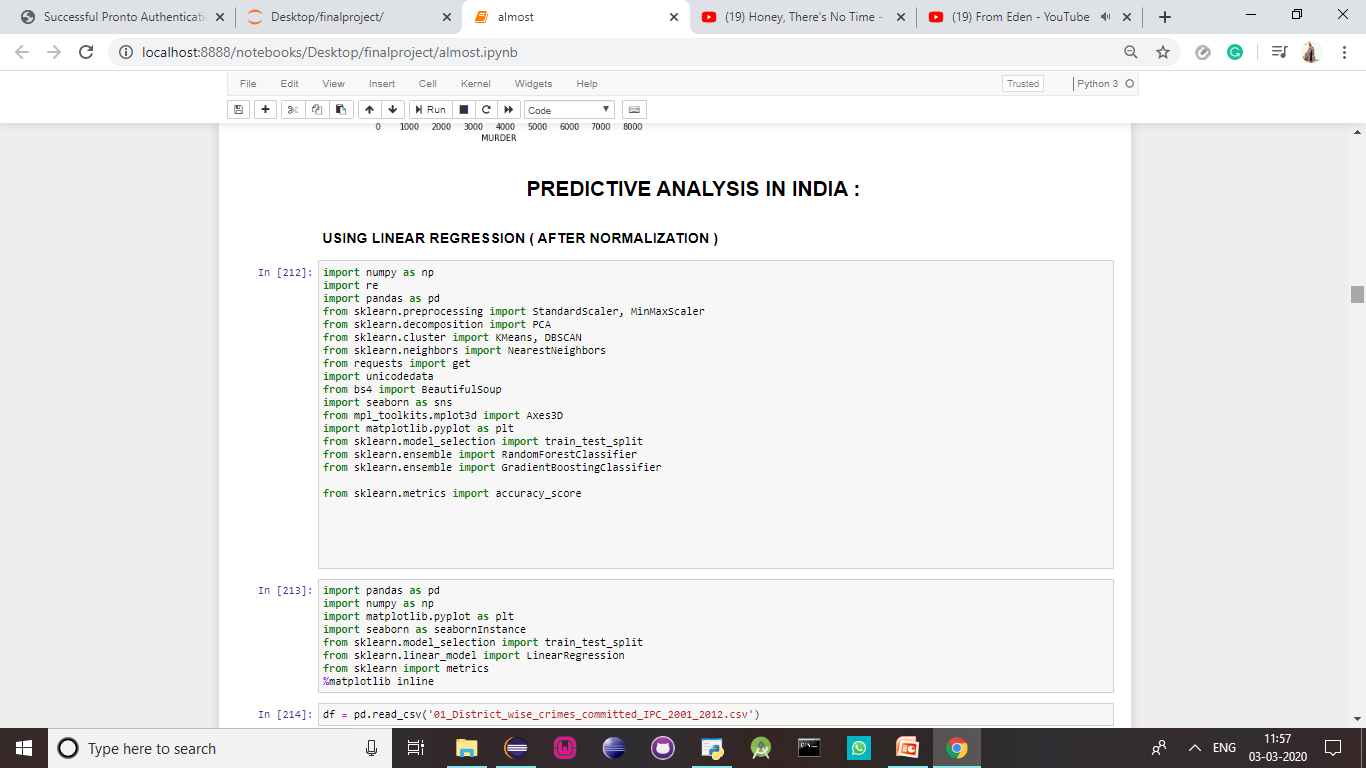 Successful Pronto Authenticati
Desktop/finalproject/
almost
(19) Honey, There's No Time -
(19) From Eden - YouTube
localhost:8888/notebooks/Desktop/finalproject/almost.ipynb
File Edit View Insert Cell Kernel Widgets Help
Trusted
Python 3
Run
Code
0 1000 2000 3000 4000 5000 6000 7000 8000
MURDER
PREDICTIVE ANALYSIS IN INDIA :
USING LINEAR REGRESSION ( AFTER NORMALIZATION )
In [212]:
import numpy as np
import re
import pandas as pd
from sklearn.preprocessing import StandardScaler, MinMaxScaler
from sklearn.decomposition import PCA
from sklearn.cluster import KMeans, DBSCAN
from sklearn.neighbors import NearestNeighbors
from requests import get
import unicodedata
from bs4 import BeautifulSoup
import seaborn as sns
from mpl_toolkits.mplot3d import Axes3D
import matplotlib.pyplot as plt
from sklearn.model_selection import train_test_split
from sklearn.ensemble import RandomForestClassifier
from sklearn.ensemble import GradientBoostingClassifier
from sklearn.metrics import accuracy_score
In [213]:
import pandas as pd
import numpy as np
import matplotlib.pyplot as plt
import seaborn as seabornInstance
from sklearn.model_selection import train_test_split
from sklearn.linear_model import LinearRegression
from sklearn import metrics
%matplotlib inline
In [214]:
df = pd.read_csv('01_District_wise_crimes_committed_IPC_2001_2012.csv')
Type here to search
ENG
11:57
03-03-2020